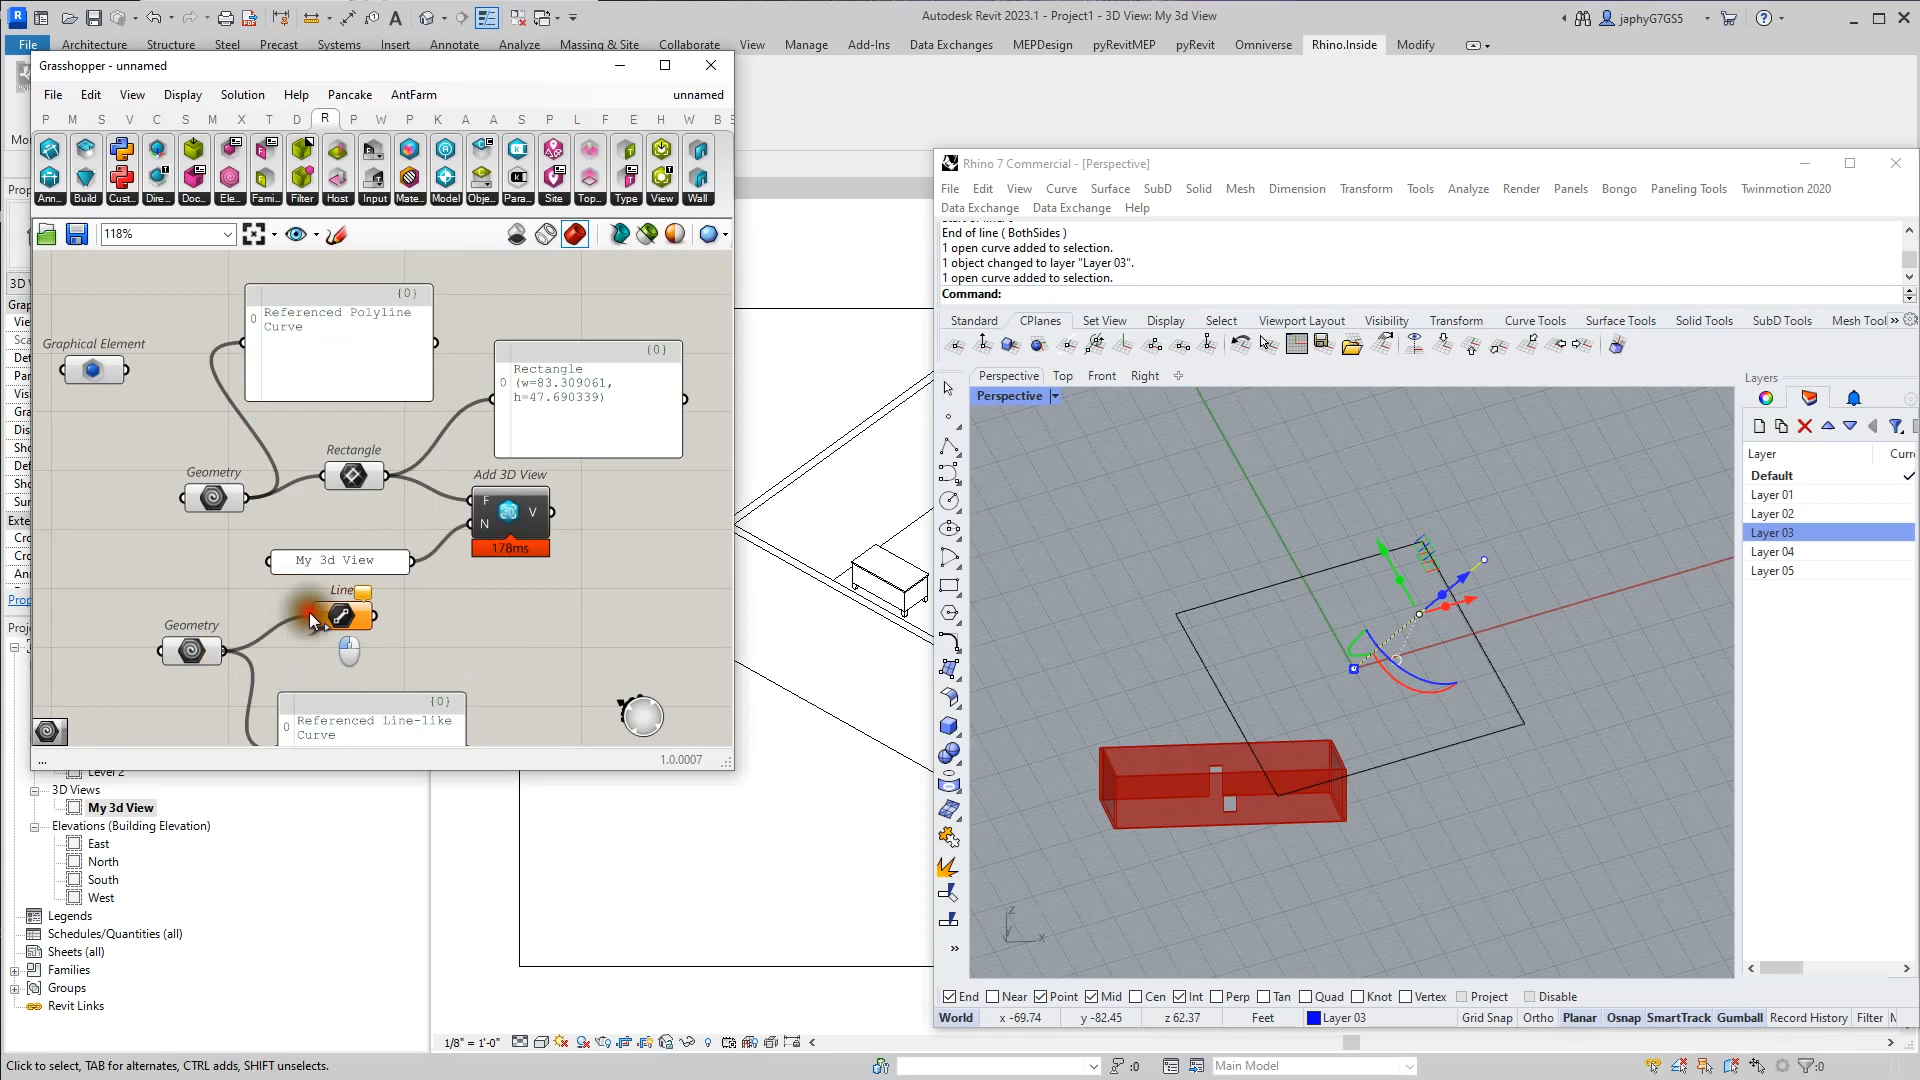 Autodesk Revit 2023.1 - Project1 - 3D View: My 3d View
japhyG7GS5
File Architecture Structure Steel Precast Systems Insert Annotate Analyze Massing & Site Collaborate View Manage Add-Ins Data Exchanges MEPDesign pyRevitMEP pyRevit Omniverse Rhino.Inside Modify
Grasshopper - unnamed
File Edit View Display Solution Help Pancake AntFarm unnamed
P M S V C S M X T D R P W P K A A S P L F E H W B
Ann... Build Cust... Dire... Doc... Ele... Fami... Filter Host Input Mate... Model Obje... Para... Site Top... Type View Wall
118%
{0}
0 Referenced Polyline
Curve
Graphical Element
{0}
0 Rectangle
(w=83.309061,
h=47.690339)
Rectangle
Geometry
Add 3D View
F
N
V
178ms
My 3d View
Line
Geometry
{0}
0 Referenced Line-like
Curve
...
1.0.0007
Level 2
3D Views
My 3d View
Elevations (Building Elevation)
East
North
South
West
Legends
Schedules/Quantities (all)
Sheets (all)
Families
Groups
Revit Links
1/8" = 1'-0"
Click to select, TAB for alternates, CTRL adds, SHIFT unselects.
:0
Main Model
:0
Rhino 7 Commercial - [Perspective]
File Edit View Curve Surface SubD Solid Mesh Dimension Transform Tools Analyze Render Panels Bongo Paneling Tools Twinmotion 2020
Data Exchange Data Exchange Help
End of line ( BothSides )
1 open curve added to selection.
1 object changed to layer "Layer 03".
1 open curve added to selection.
Command:
Standard CPlanes Set View Display Select Viewport Layout Visibility Transform Curve Tools Surface Tools Solid Tools SubD Tools Mesh Tool
Perspective Top Front Right
Perspective
z
y
x
Layers
Layer Curr
Default
Layer 01
Layer 02
Layer 03
Layer 04
Layer 05
End Near Point Mid Cen Int Perp Tan Quad Knot Vertex Project Disable
World x -69.74 y -82.45 z 62.37 Feet Layer 03 Grid Snap Ortho Planar Osnap SmartTrack Gumball Record History Filter